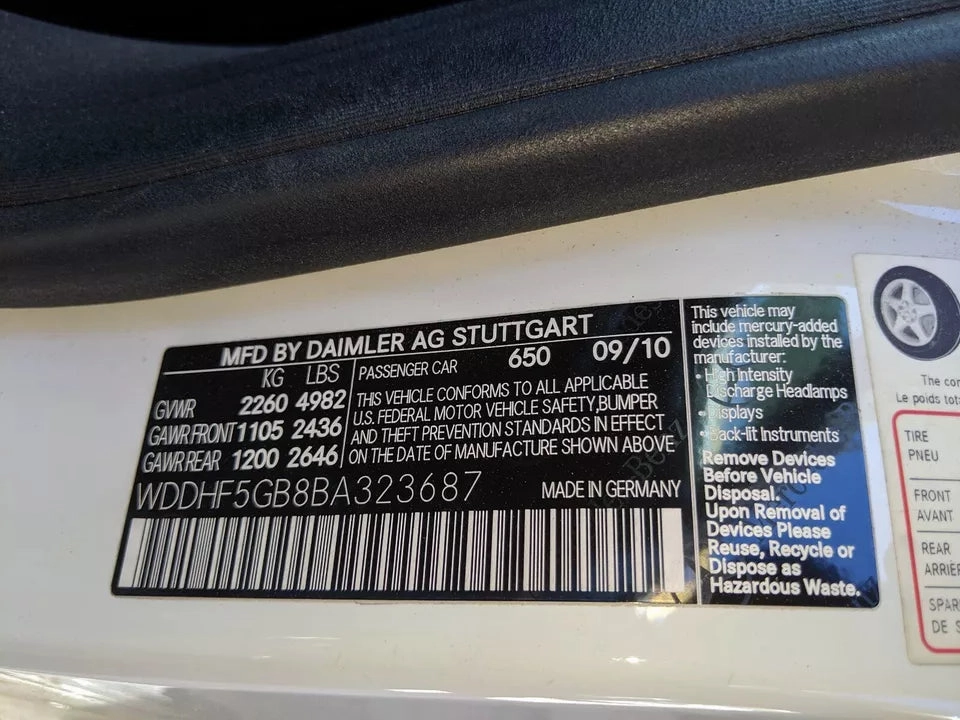 MFD BY DAIMLER AG STUTTGART
KG LBS
GVWR 2260 4982
GAWR FRONT 1105 2436
GAWR REAR 1200 2646
PASSENGER CAR 650 09/10
THIS VEHICLE CONFORMS TO ALL APPLICABLE
U.S. FEDERAL MOTOR VEHICLE SAFETY, BUMPER
AND THEFT PREVENTION STANDARDS IN EFFECT
ON THE DATE OF MANUFACTURE SHOWN ABOVE
WDDHF5GB8BA323687 MADE IN GERMANY
This vehicle may
include mercury-added
devices installed by the
manufacturer:
• High Intensity
Discharge Headlamps
• Displays
• Back-lit Instruments
Remove Devices
Before Vehicle
Disposal.
Upon Removal of
Devices Please
Reuse, Recycle or
Dispose as
Hazardous Waste.
The
Le poids
TIRE
PNEU
FRONT
AVANT
REAR
DE